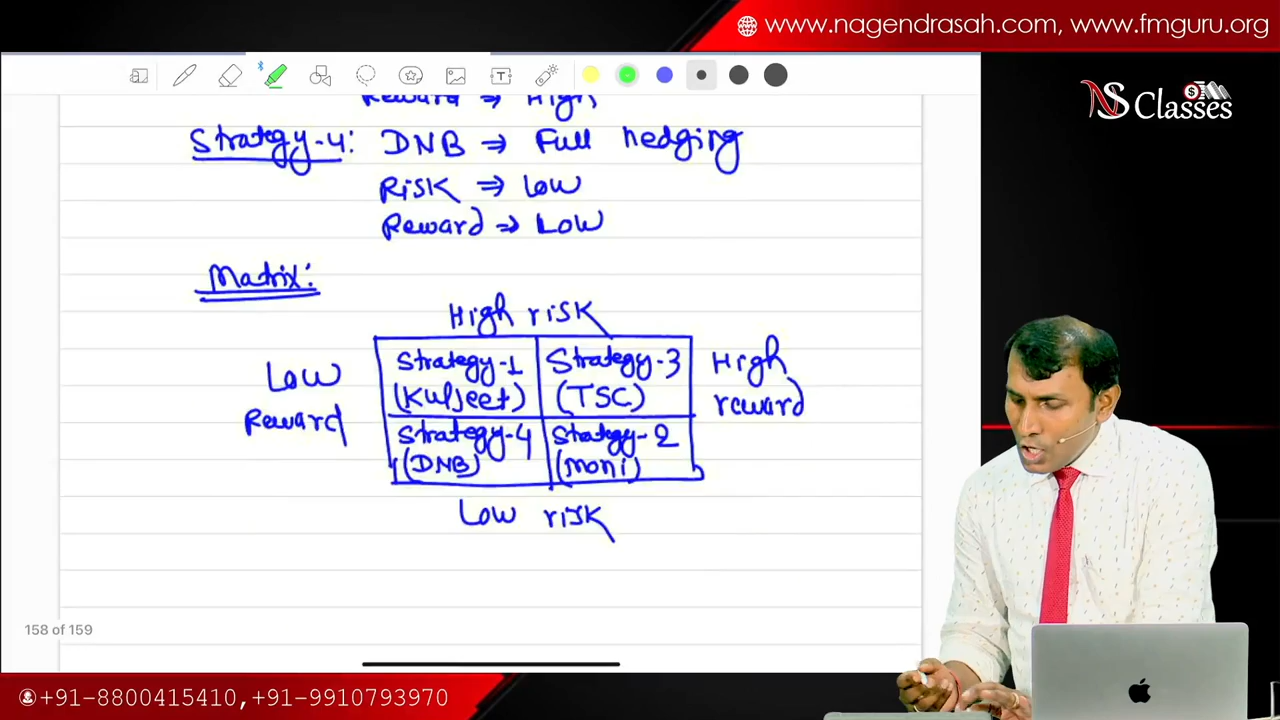 www.nagendrasah.com, www.fmguru.org
NS Classes
Reward ⇒ High
Strategy-4: DNB ⇒ Full hedging
Risk ⇒ Low
Reward ⇒ Low
Matrix:
High risk
Low Reward
Strategy-1 (Kuljeet)
Strategy-3 (TSC)
High reward
Strategy-4 (DNB)
Strategy-2 (Moni)
Low risk
158 of 159
+91-8800415410,+91-9910793970